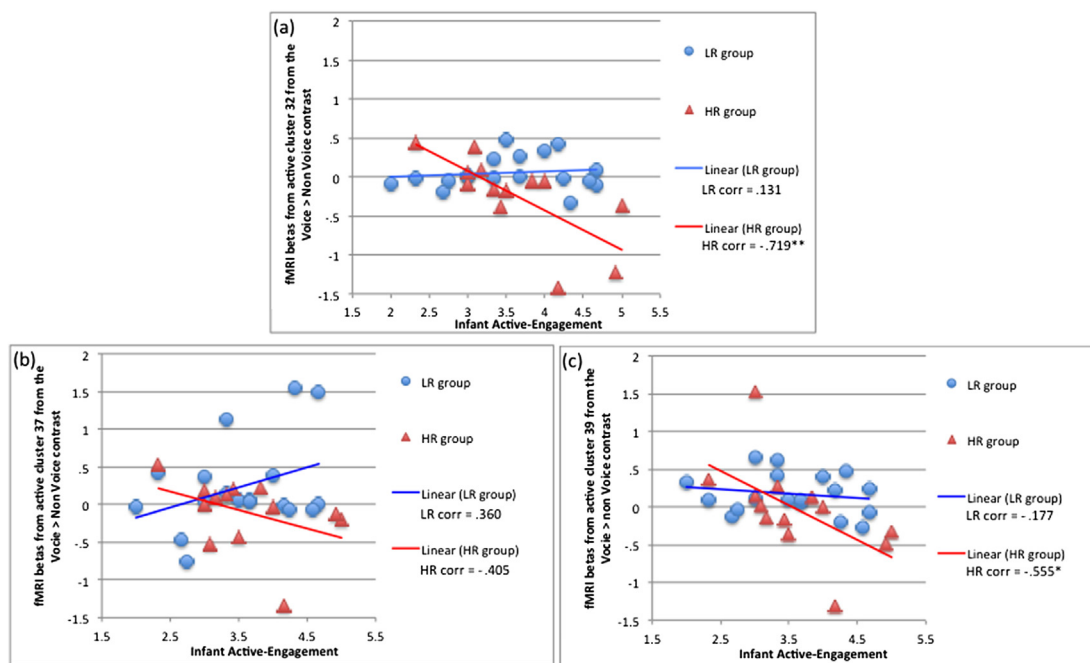 (a)
fMRI betas from active cluster 32 from the
Voice > Non Voice contrast
2
1.5
1
.5
0
-.5
-1
-1.5
1.5 2 2.5 3 3.5 4 4.5 5 5.5
Infant Active-Engagement
LR group
HR group
Linear (LR group)
LR corr = .131
Linear (HR group)
HR corr = -.719**
(b)
fMRI betas from active cluster 37 from the
Vocie > Non Voice contrast
2
1.5
1
.5
0
-.5
-1
-1.5
1.5 2.5 3.5 4.5 5.5
Infant Active-Engagement
LR group
HR group
Linear (LR group)
LR corr = .360
Linear (HR group)
HR corr = -.405
(c)
fMRI betas from active cluster 39 from the
Vocie > non Voice contrast
2
1.5
1
.5
0
-.5
-1
-1.5
1.5 2.5 3.5 4.5 5.5
Infant Active-Engagement
LR group
HR group
Linear (LR group)
LR corr = -.177
Linear (HR group)
HR corr = -.555*